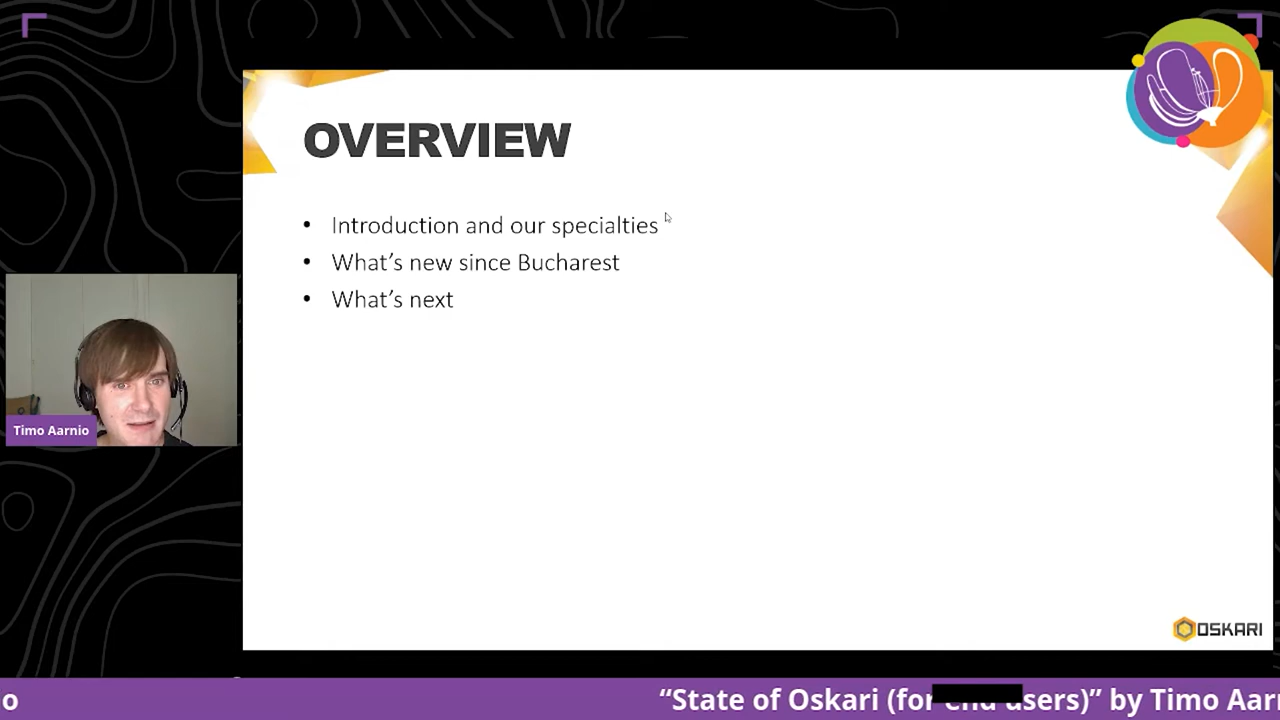 OVERVIEW
• Introduction and our specialties
• What’s new since Bucharest
• What’s next
Timo Aarnio
OSKARI
o
“State of Oskari (for users)” by Timo Aar